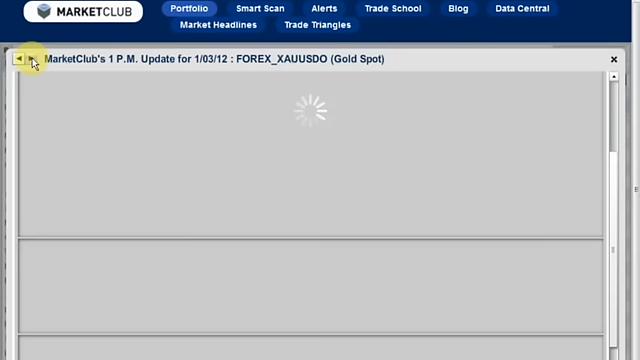 MARKETCLUB
Portfolio Smart Scan Alerts Trade School Blog Data Central
Market Headlines Trade Triangles
MarketClub's 1 P.M. Update for 1/03/12 : FOREX_XAUUSDO (Gold Spot)